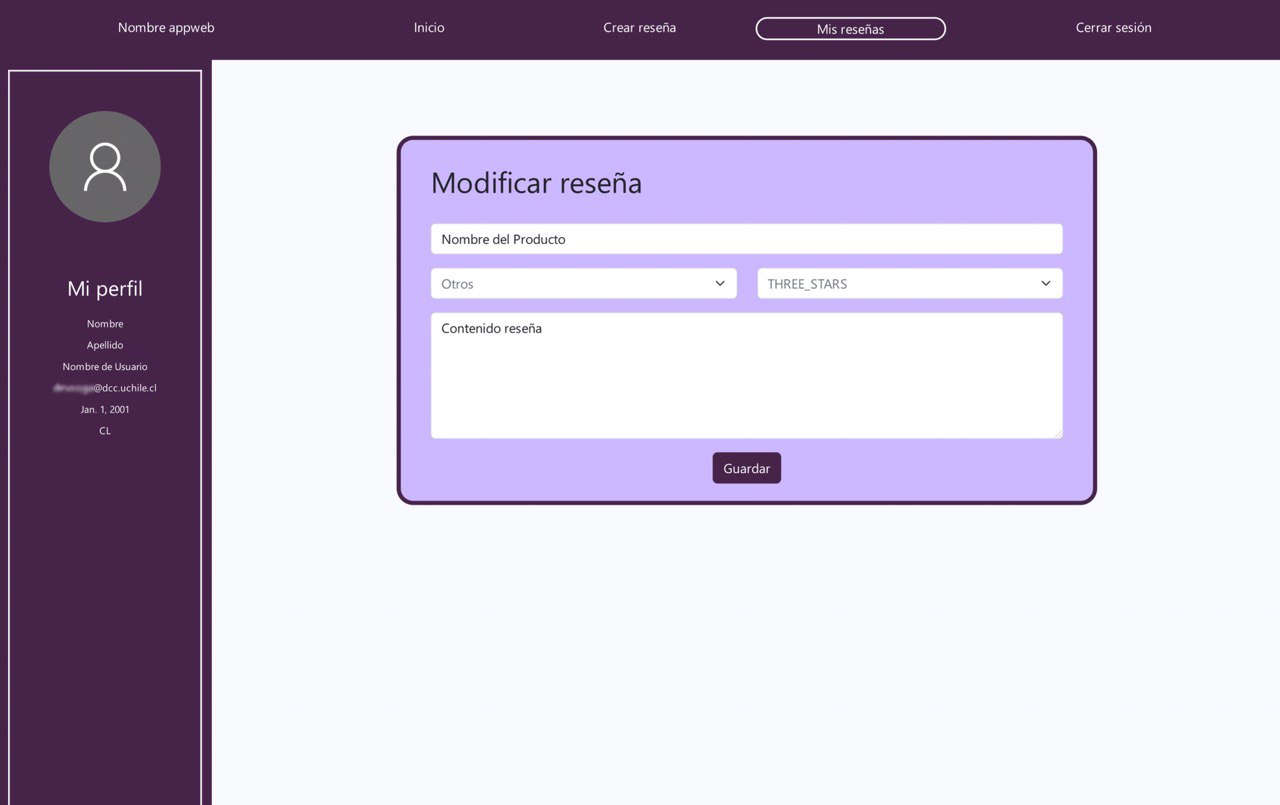 Nombre appweb Inicio Crear reseña Mis reseñas Cerrar sesión
Mi perfil
Nombre
Apellido
Nombre de Usuario
@dcc.uchile.cl
Jan. 1, 2001
CL
Modificar reseña
Nombre del Producto
Otros THREE_STARS
Contenido reseña
Guardar